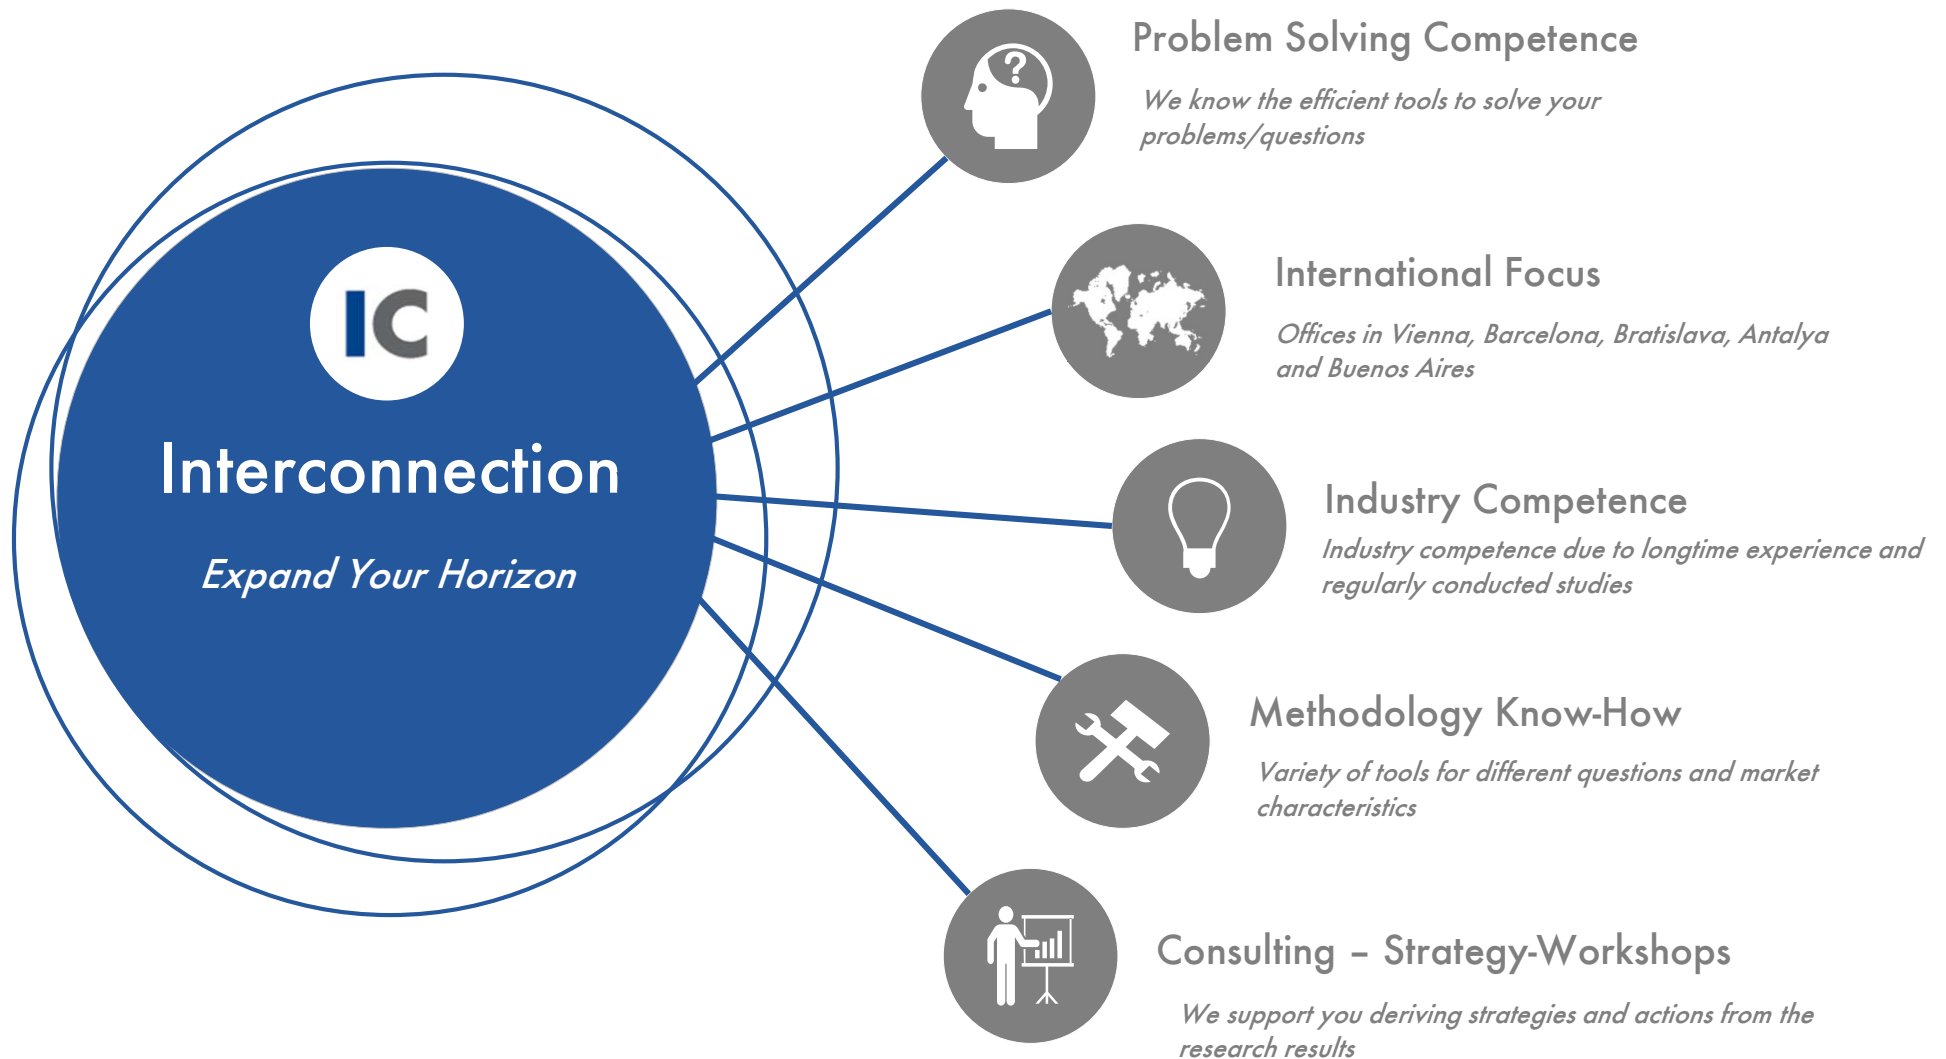 IC
Interconnection
Expand Your Horizon
Problem Solving Competence
We know the efficient tools to solve your
problems/questions
International Focus
Offices in Vienna, Barcelona, Bratislava, Antalya
and Buenos Aires
Industry Competence
Industry competence due to longtime experience and
regularly conducted studies
Methodology Know-How
Variety of tools for different questions and market
characteristics
Consulting – Strategy-Workshops
We support you deriving strategies and actions from the
research results
?